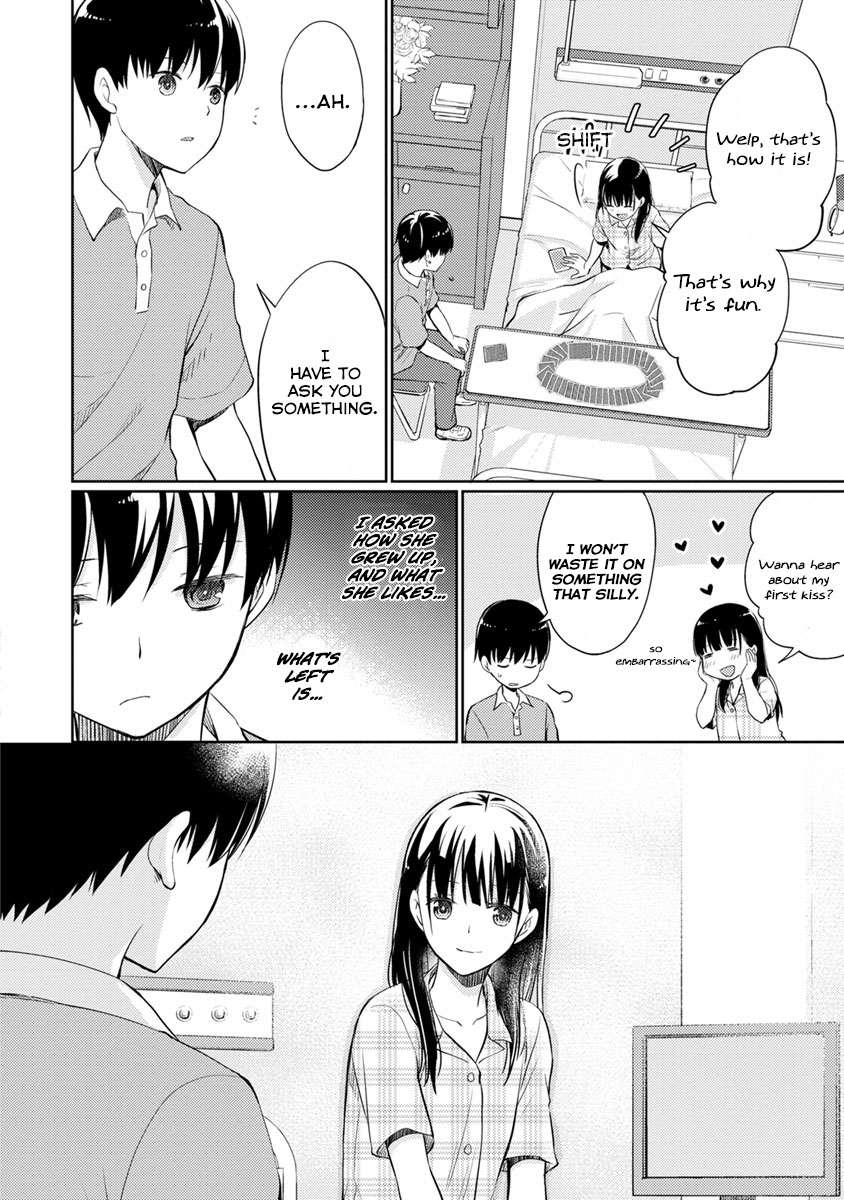 Welp, that's
how it is!
SHIFT
That's why
it's fun.
...AH.
I
HAVE TO
ASK YOU
SOMETHING.
Wanna hear
about my
first kiss?
so
embarrassing~
I WON'T
WASTE IT ON
SOMETHING
THAT SILLY.
I ASKED
HOW SHE
GREW UP,
AND WHAT
SHE LIKES...
WHAT'S
LEFT
IS...